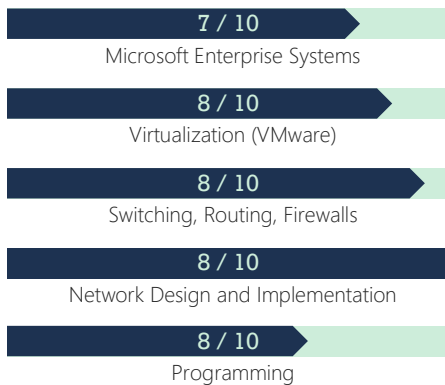 7 / 10
Microsoft Enterprise Systems
8 / 10
Virtualization (VMware)
8 / 10
Switching, Routing, Firewalls
8 / 10
Network Design and Implementation
8 / 10
Programming